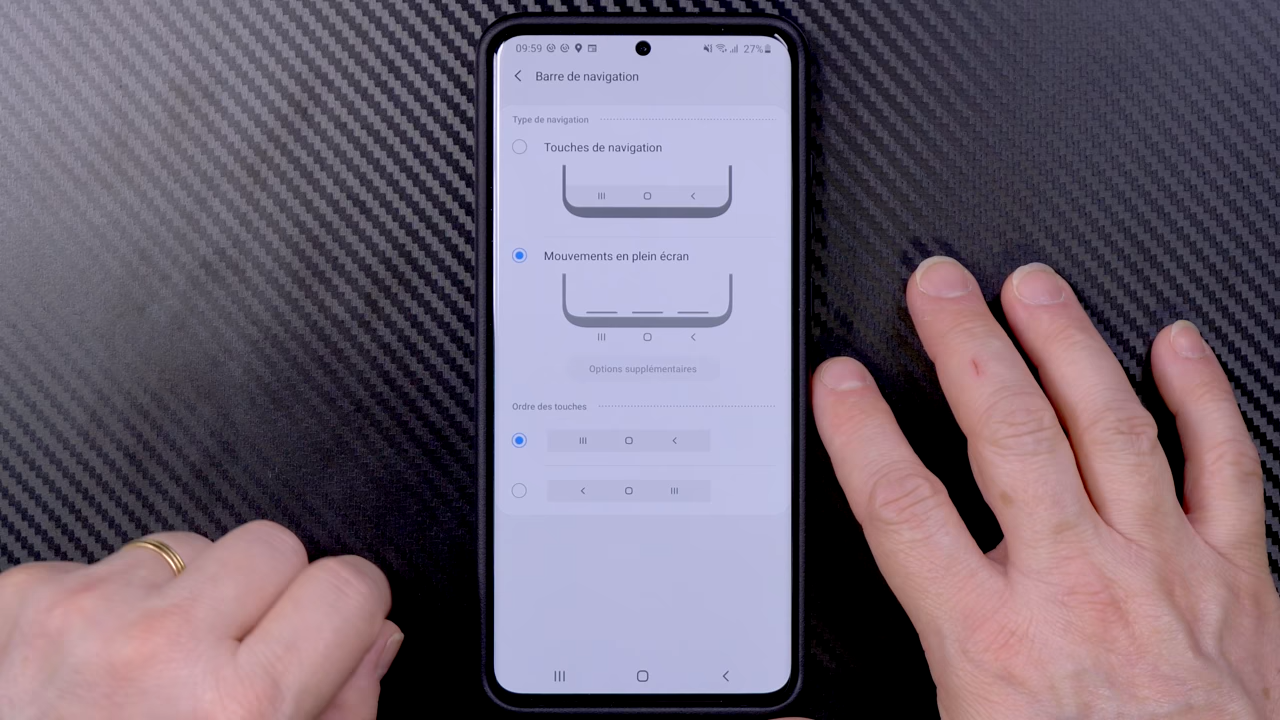 09:59
27%
Barre de navigation
Type de navigation
Touches de navigation
Mouvements en plein écran
Options supplémentaires
Ordre des touches